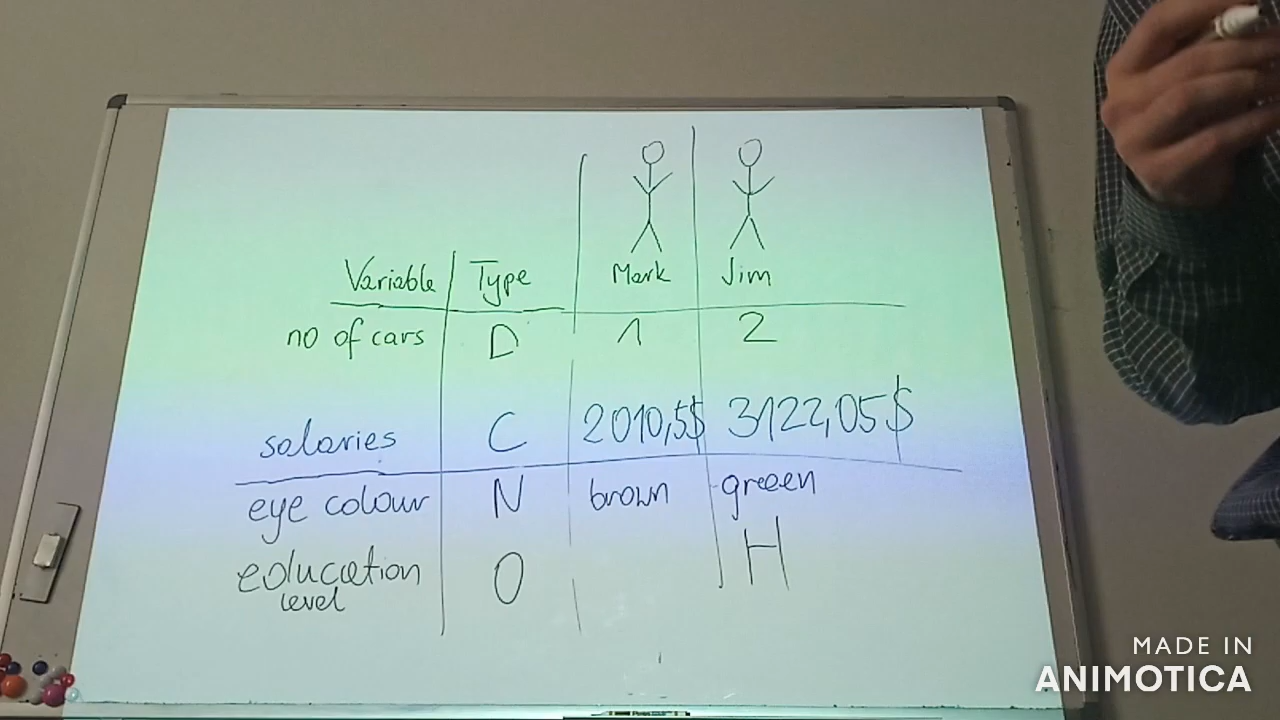 Mark Jim
Variable Type
no of cars D 1 2
salaries C 2010,5$ 3122,05$
eye colour N brown green
education O H
level
MADE IN
ANIMOTICA